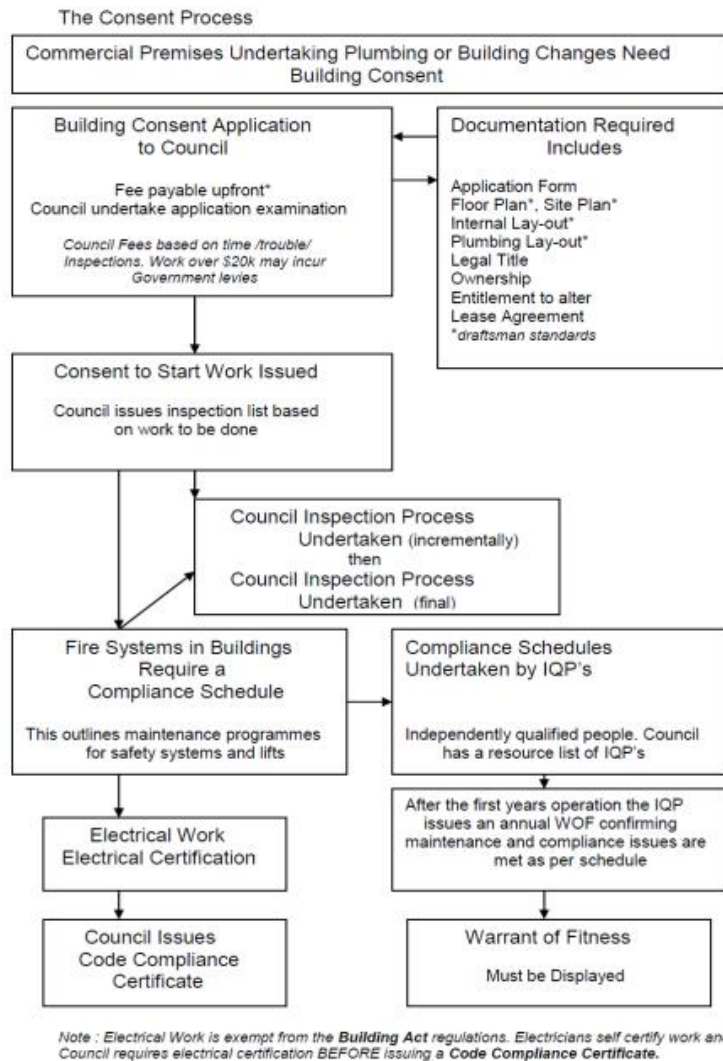 The Consent Process
Commercial Premises Undertaking Plumbing or Building Changes Need
Building Consent
Building Consent Application
to Council
Fee payable upfront*
Council undertake application examination
Council Fees based on time /trouble/
Inspections. Work over $20k may incur
Government levies
Documentation Required
Includes
Application Form
Floor Plan*, Site Plan*
Internal Lay-out*
Plumbing Lay-out*
Legal Title
Ownership
Entitlement to alter
Lease Agreement
*draftsman standards
Consent to Start Work Issued
Council issues inspection list based
on work to be done
Council Inspection Process
Undertaken (incrementally)
then
Council Inspection Process
Undertaken (final)
Fire Systems in Buildings
Require a
Compliance Schedule
This outlines maintenance programmes
for safety systems and lifts
Compliance Schedules
Undertaken by IQP's
Independently qualified people. Council
has a resource list of IQP's
After the first years operation the IQP
issues an annual WOF confirming
maintenance and compliance issues are
met as per schedule
Electrical Work
Electrical Certification
Council Issues
Code Compliance
Certificate
Warrant of Fitness
Must be Displayed
Note : Electrical Work is exempt from the Building Act regulations. Electricians self certify work an
Council requires electrical certification BEFORE issuing a Code Compliance Certificate.